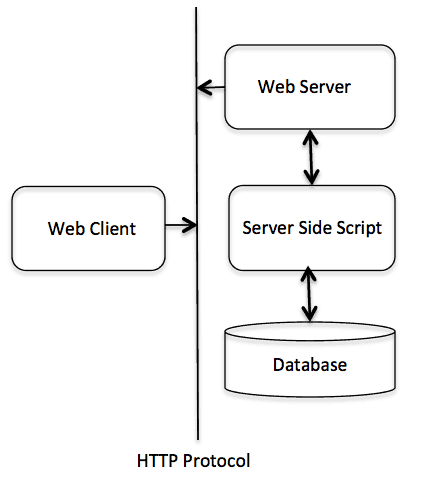 Web Server
Web Client
Server Side Script
Database
HTTP Protocol